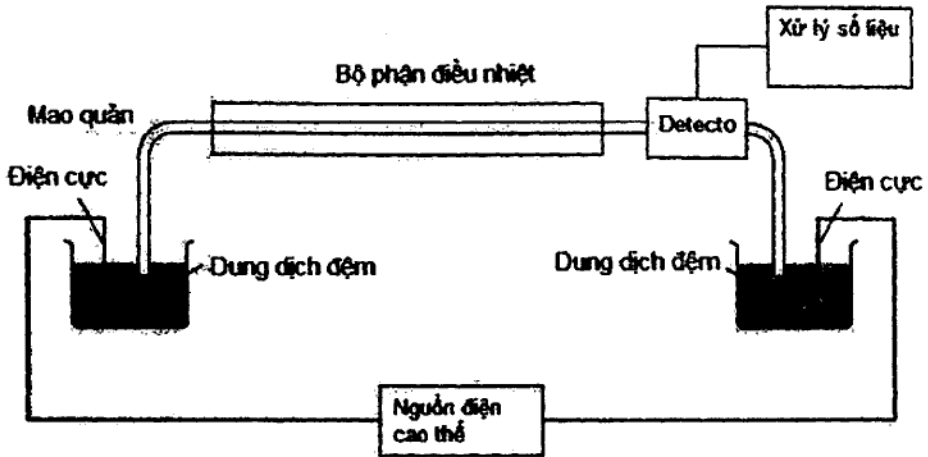 Xử lý số liệu
Bộ phận điều nhiệt
Mao quản
Detecto
Điện cực
Điện cực
Dung dịch đệm
Dung dịch đệm
Nguồn điện
cao thế